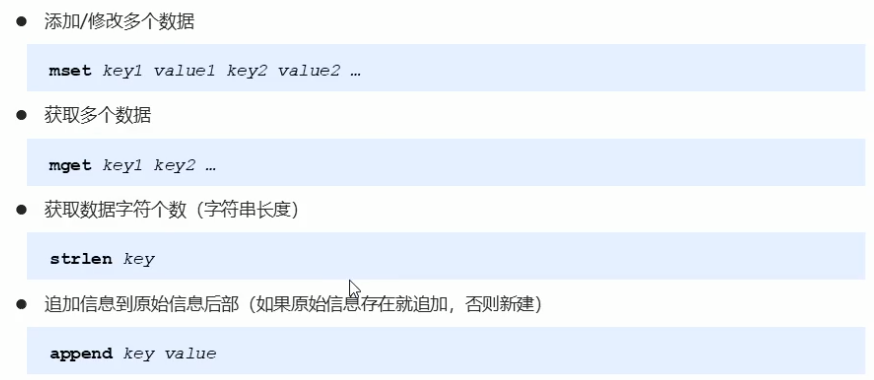 ● 添加/修改多个数据
mset key1 value1 key2 value2 …
● 获取多个数据
mget key1 key2 …
● 获取数据字符个数（字符串长度）
strlen key
● 追加信息到原始信息后部（如果原始信息存在就追加，否则新建）
append key value